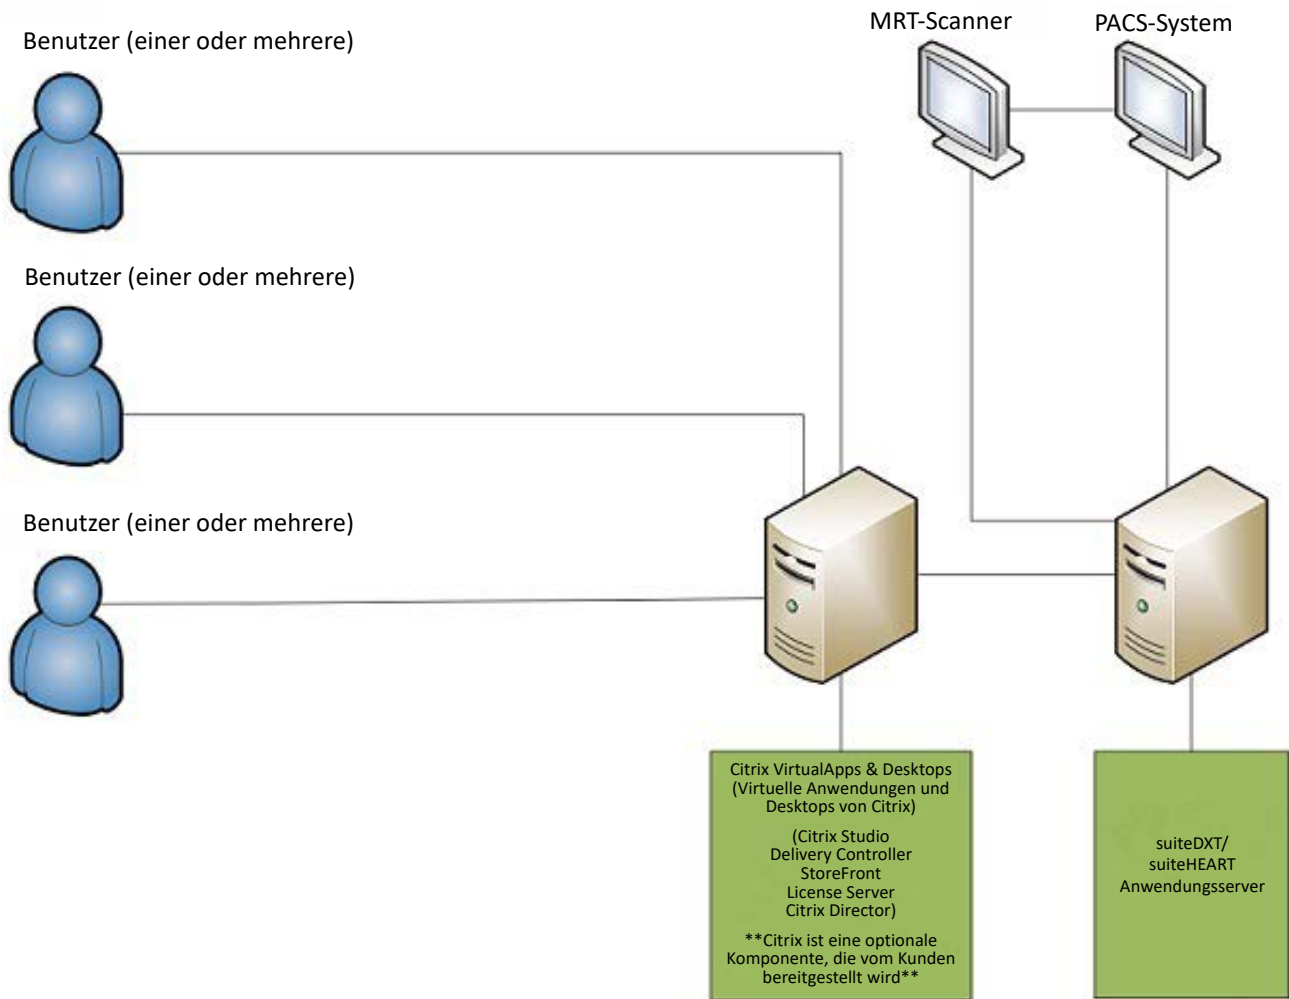 MRT-Scanner
PACS-System
Benutzer (einer oder mehrere)
Benutzer (einer oder mehrere)
Benutzer (einer oder mehrere)
Citrix VirtualApps & Desktops
(Virtuelle Anwendungen und
Desktops von Citrix)
(Citrix Studio
Delivery Controller
StoreFront
License Server
Citrix Director)
**Citrix ist eine optionale
Komponente, die vom Kunden
bereitgestellt wird**
suiteDXT/
suiteHEART
Anwendungsserver